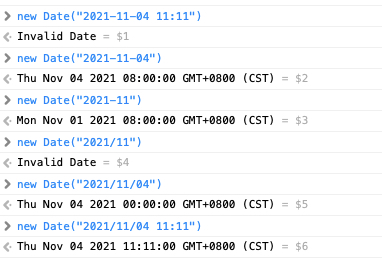 new Date("2021-11-04 11:11")
Invalid Date = $1
new Date("2021-11-04")
Thu Nov 04 2021 08:00:00 GMT+0800 (CST) = $2
new Date("2021-11")
Mon Nov 01 2021 08:00:00 GMT+0800 (CST) = $3
new Date("2021/11")
Invalid Date = $4
new Date("2021/11/04")
Thu Nov 04 2021 00:00:00 GMT+0800 (CST) = $5
new Date("2021/11/04 11:11")
Thu Nov 04 2021 11:11:00 GMT+0800 (CST) = $6